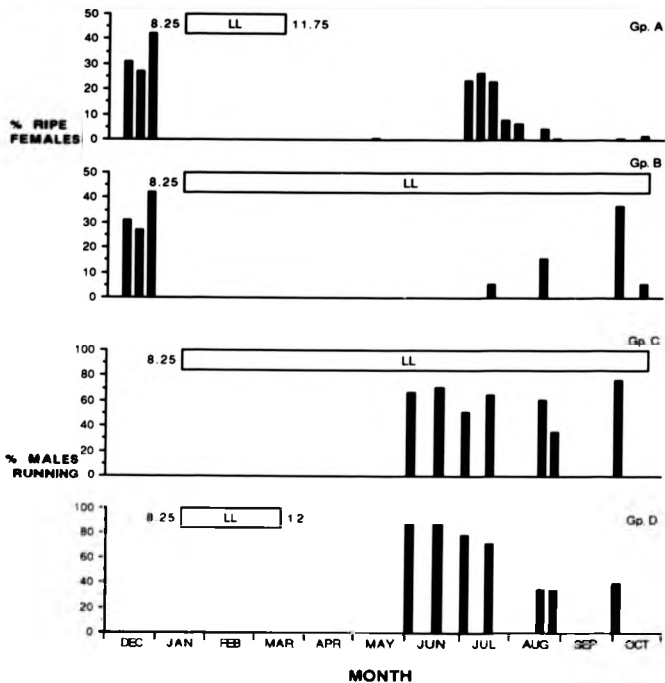 50
40
30
20
10
0
% RIPE
FEMALES
8.25 LL 11.75
Gp. A
50
40
30
20
10
0
8.25 LL
Gp. B
100
80
60
40
20
0
% MALES
RUNNING
8.25 LL
Gp. C
100
80
60
40
20
0
8.25 LL 12
Gp. D
DEC JAN FEB MAR APR MAY JUN JUL AUG SEP OCT
MONTH